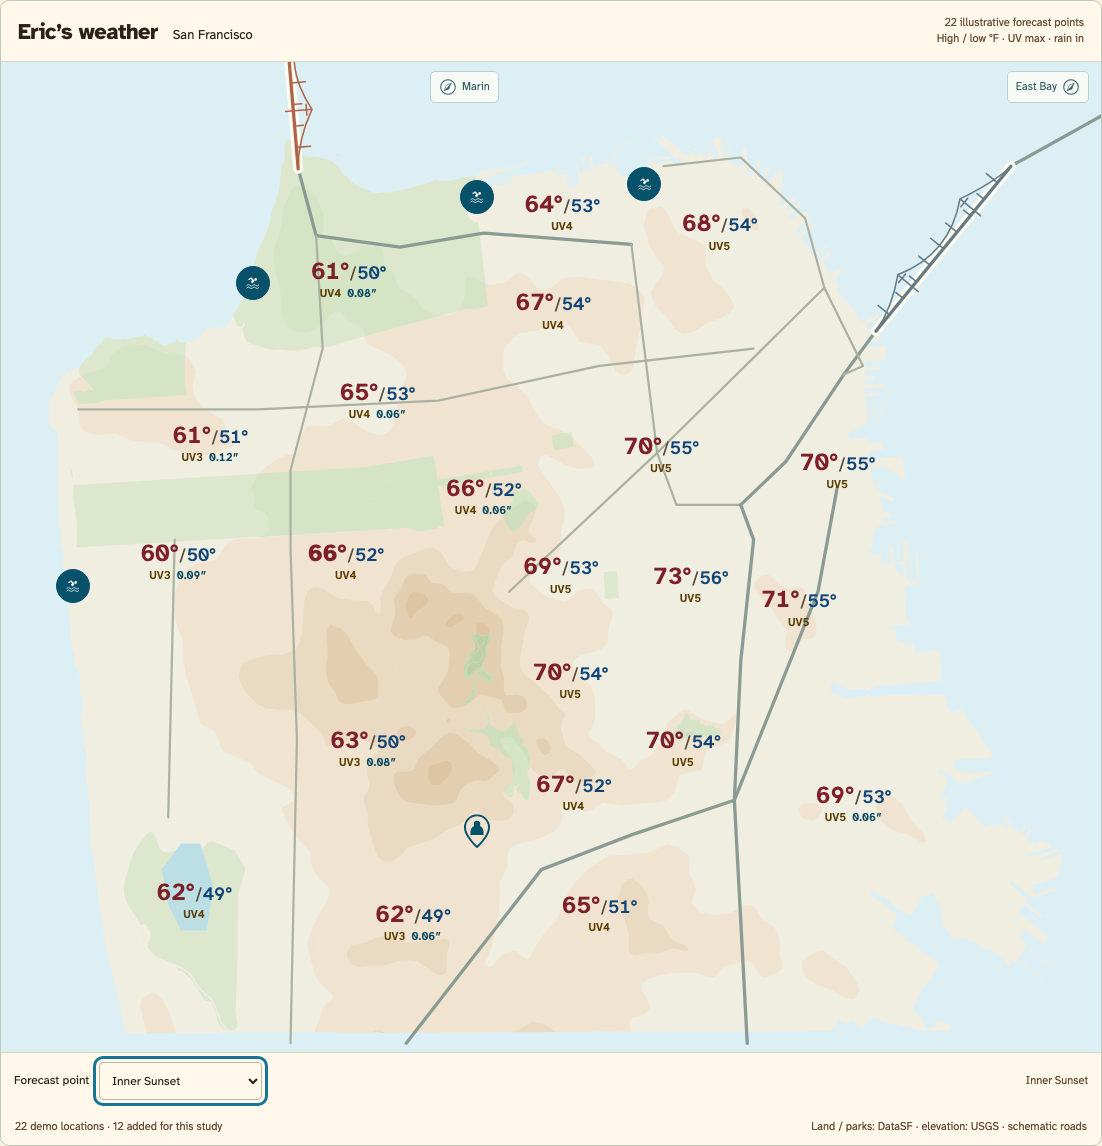 Eric's weather San Francisco
22 illustrative forecast points
High / low °F · UV max · rain in
Marin
East Bay
64°/53°
UV4
68°/54°
UV5
61°/50°
UV4 0.08″
67°/54°
UV4
65°/53°
UV4 0.06″
61°/51°
UV3 0.12″
70°/55°
UV5
70°/55°
UV5
66°/52°
UV4 0.06″
60°/50°
UV3 0.09″
66°/52°
UV4
69°/53°
UV5
73°/56°
UV5
71°/55°
UV5
70°/54°
UV5
63°/50°
UV3 0.08″
70°/54°
UV5
67°/52°
UV4
69°/53°
UV5 0.06″
62°/49°
UV4
62°/49°
UV3 0.06″
65°/51°
UV4
Forecast point Inner Sunset
Inner Sunset
22 demo locations · 12 added for this study
Land / parks: DataSF · elevation: USGS · schematic roads